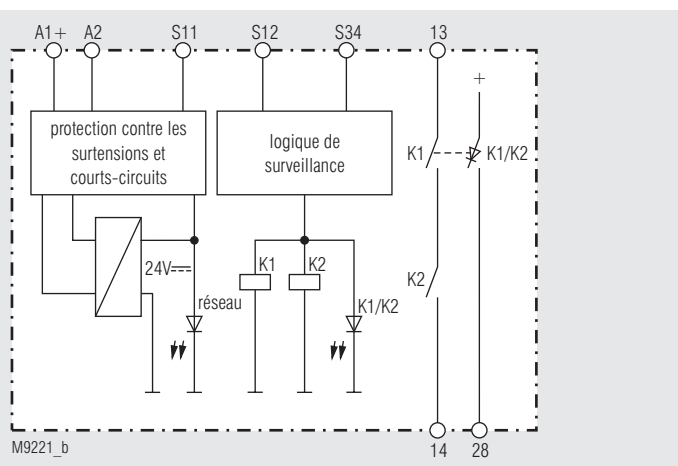 A1+ A2 S11 S12 S34 13
+
protection contre les
surtensions et
courts-circuits
logique de
surveillance
K1 K1/K2
24V
K1 K2
K2
réseau
K1/K2
M9221_b
14 28